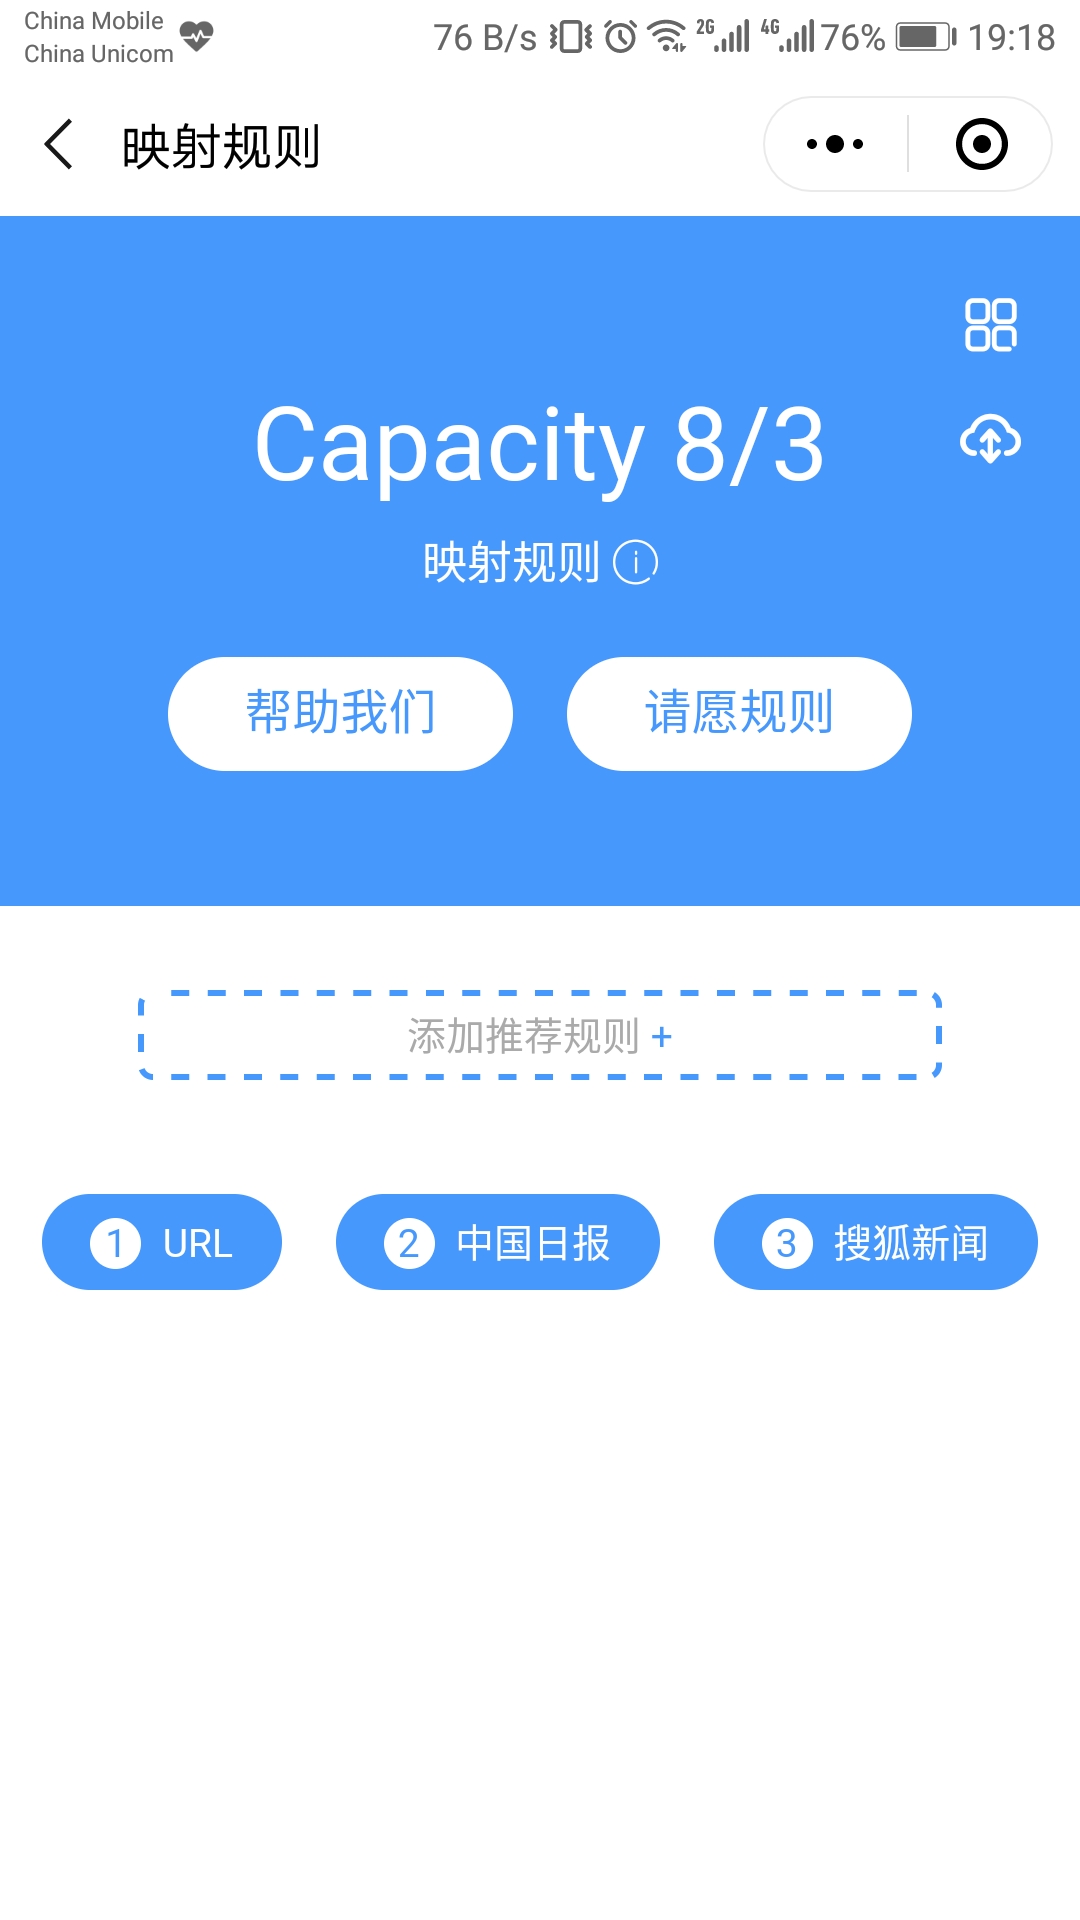 China Mobile
China Unicom
76 B/s 2G 4G 76% 19:18
映射规则
Capacity 8/3
映射规则 i
帮助我们 请愿规则
添加推荐规则 +
1 URL 2 中国日报 3 搜狐新闻